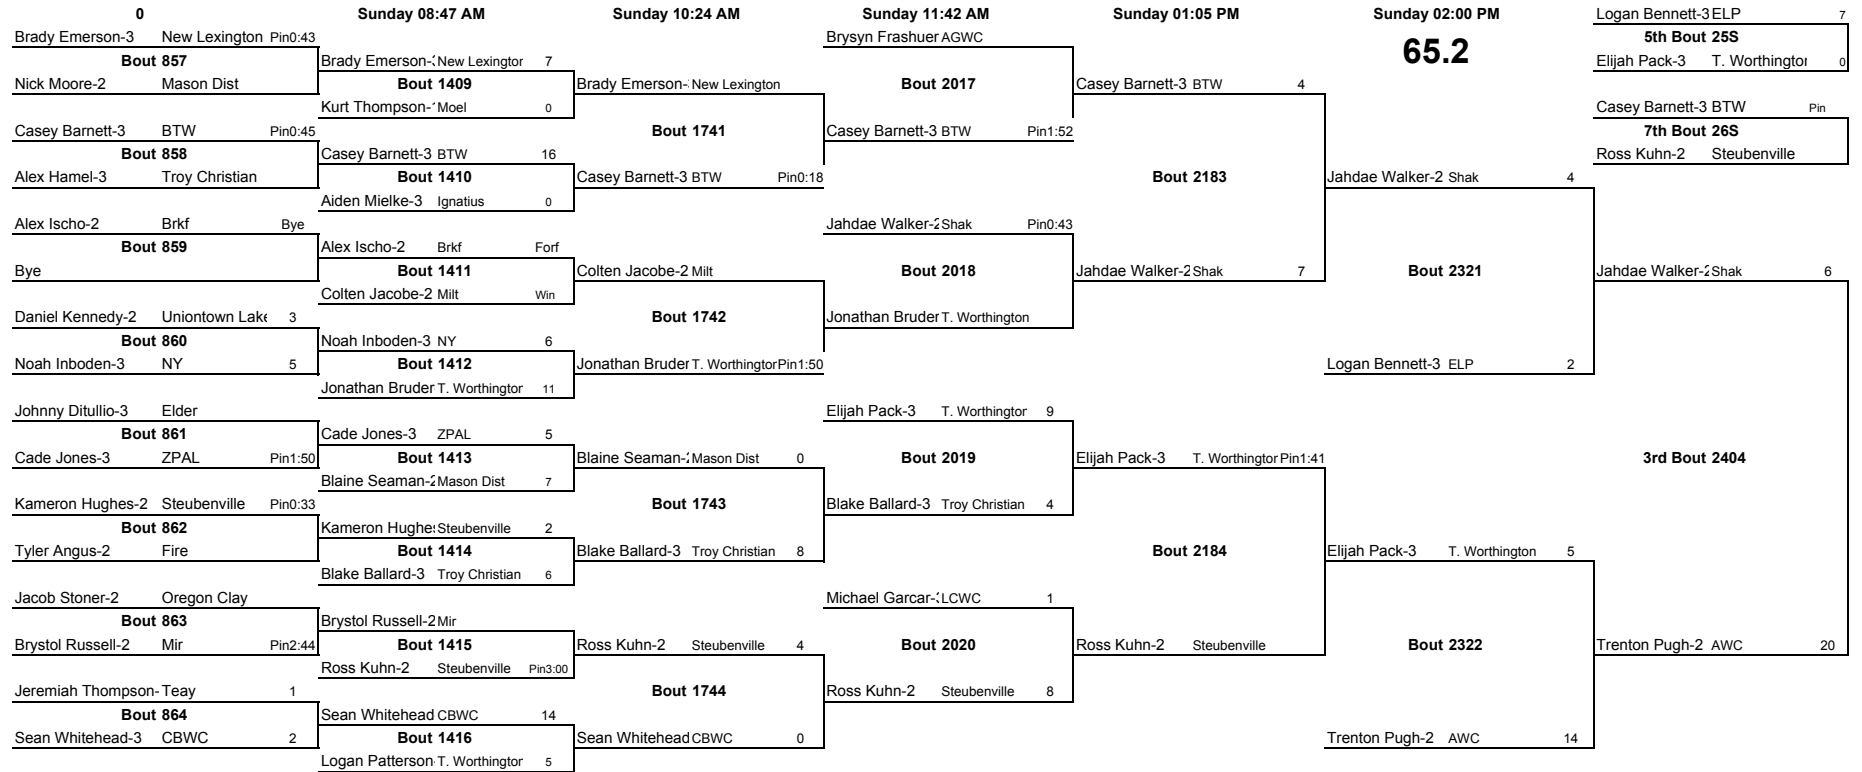 0 Sunday 08:47 AM Sunday 10:24 AM Sunday 11:42 AM Sunday 01:05 PM Sunday 02:00 PM
65.2
Brady Emerson-3 New Lexington Pin0:43
Bout 857
Nick Moore-2 Mason Dist
Casey Barnett-3 BTW Pin0:45
Bout 858
Alex Hamel-3 Troy Christian
Alex Ischo-2 Brkf Bye
Bout 859
Bye
Daniel Kennedy-2 Uniontown Lake 3
Bout 860
Noah Inboden-3 NY 5
Johnny Ditullio-3 Elder
Bout 861
Cade Jones-3 ZPAL Pin1:50
Kameron Hughes-2 Steubenville Pin0:33
Bout 862
Tyler Angus-2 Fire
Jacob Stoner-2 Oregon Clay
Bout 863
Brystol Russell-2 Mir Pin2:44
Jeremiah Thompson- Teay 1
Bout 864
Sean Whitehead-3 CBWC 2
Brady Emerson- New Lexington 7
Bout 1409
Kurt Thompson- Moel 0
Casey Barnett-3 BTW 16
Bout 1410
Aiden Mielke-3 Ignatius 0
Alex Ischo-2 Brkf Forf
Bout 1411
Colten Jacobe-2 Milt Win
Noah Inboden-3 NY 6
Bout 1412
Jonathan Bruder T. Worthington 11
Cade Jones-3 ZPAL 5
Bout 1413
Blaine Seaman-2 Mason Dist 7
Kameron Hughes Steubenville 2
Bout 1414
Blake Ballard-3 Troy Christian 6
Brystol Russell-2 Mir
Bout 1415
Ross Kuhn-2 Steubenville Pin3:00
Sean Whitehead CBWC 14
Bout 1416
Logan Patterson T. Worthington 5
Brady Emerson- New Lexington
Bout 1741
Casey Barnett-3 BTW Pin0:18
Colten Jacobe-2 Milt
Bout 1742
Jonathan Bruder T. Worthington Pin1:50
Blaine Seaman-2 Mason Dist 0
Bout 1743
Blake Ballard-3 Troy Christian 8
Ross Kuhn-2 Steubenville 4
Bout 1744
Sean Whitehead CBWC 0
Brysyn Frashuer AGWC
Bout 2017
Casey Barnett-3 BTW Pin1:52
Jahdae Walker-2 Shak Pin0:43
Bout 2018
Jonathan Bruder T. Worthington
Elijah Pack-3 T. Worthington 9
Bout 2019
Blake Ballard-3 Troy Christian 4
Michael Garcar- LCWC 1
Bout 2020
Ross Kuhn-2 Steubenville 8
Casey Barnett-3 BTW 4
Bout 2183
Jahdae Walker-2 Shak 7
Elijah Pack-3 T. Worthington Pin1:41
Bout 2184
Ross Kuhn-2 Steubenville
Jahdae Walker-2 Shak 4
Bout 2321
Logan Bennett-3 ELP 2
Elijah Pack-3 T. Worthington 5
Bout 2322
Trenton Pugh-2 AWC 14
Logan Bennett-3 ELP 7
5th Bout 25S
Elijah Pack-3 T. Worthington 0
Casey Barnett-3 BTW Pin
7th Bout 26S
Ross Kuhn-2 Steubenville
Jahdae Walker-2 Shak 6
3rd Bout 2404
Trenton Pugh-2 AWC 20